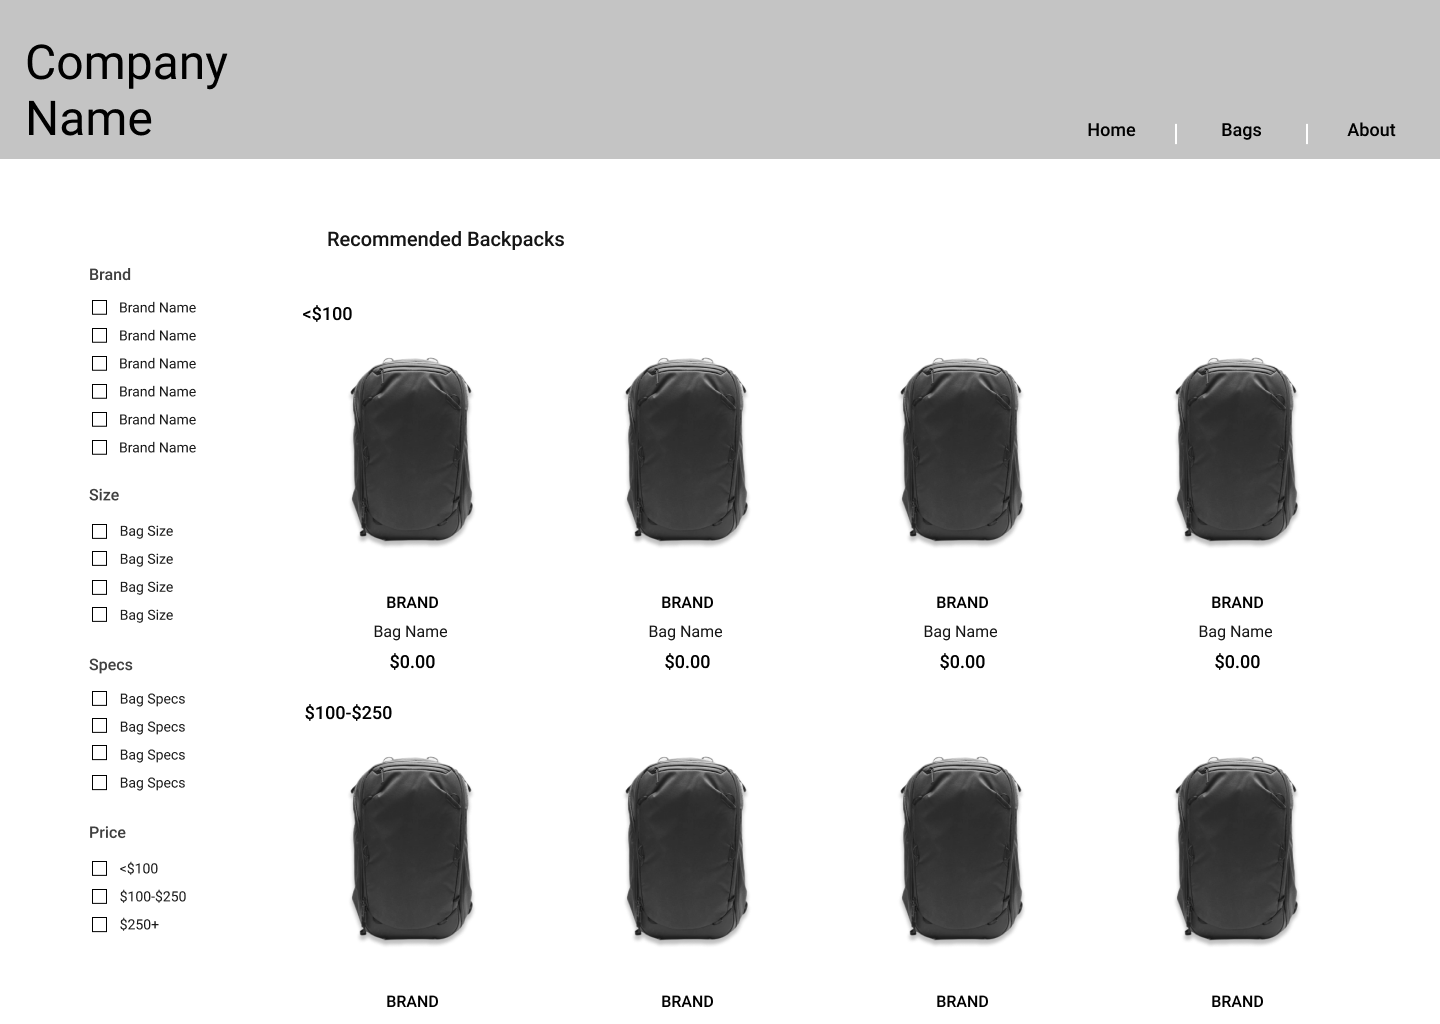 Company
Name
Home | Bags | About
Recommended Backpacks
Brand
Brand Name
Brand Name
Brand Name
Brand Name
Brand Name
Brand Name
Size
Bag Size
Bag Size
Bag Size
Bag Size
Specs
Bag Specs
Bag Specs
Bag Specs
Bag Specs
Price
<$100
$100-$250
$250+
<$100
BRAND BRAND BRAND BRAND
Bag Name Bag Name Bag Name Bag Name
$0.00 $0.00 $0.00 $0.00
$100-$250
BRAND BRAND BRAND BRAND